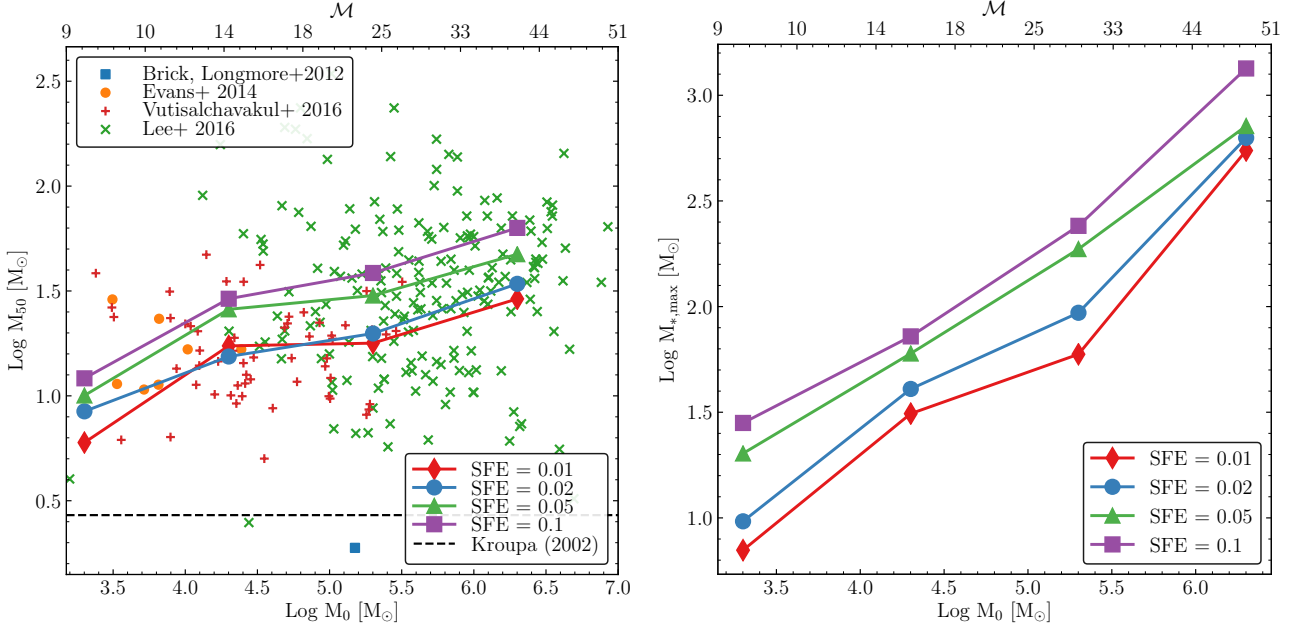 ℳ
9 10 14 18 25 33 44 51
Log M₅₀ [M⊙]
2.5
2.0
1.5
1.0
0.5
Brick, Longmore+2012
Evans+ 2014
Vutisalchavakul+ 2016
Lee+ 2016
SFE = 0.01
SFE = 0.02
SFE = 0.05
SFE = 0.1
Kroupa (2002)
3.5 4.0 4.5 5.0 5.5 6.0 6.5 7.0
Log M₀ [M⊙]
ℳ
9 10 14 18 25 33 44 51
Log M*,max [M⊙]
3.0
2.5
2.0
1.5
1.0
SFE = 0.01
SFE = 0.02
SFE = 0.05
SFE = 0.1
3.5 4.0 4.5 5.0 5.5 6.0
Log M₀ [M⊙]